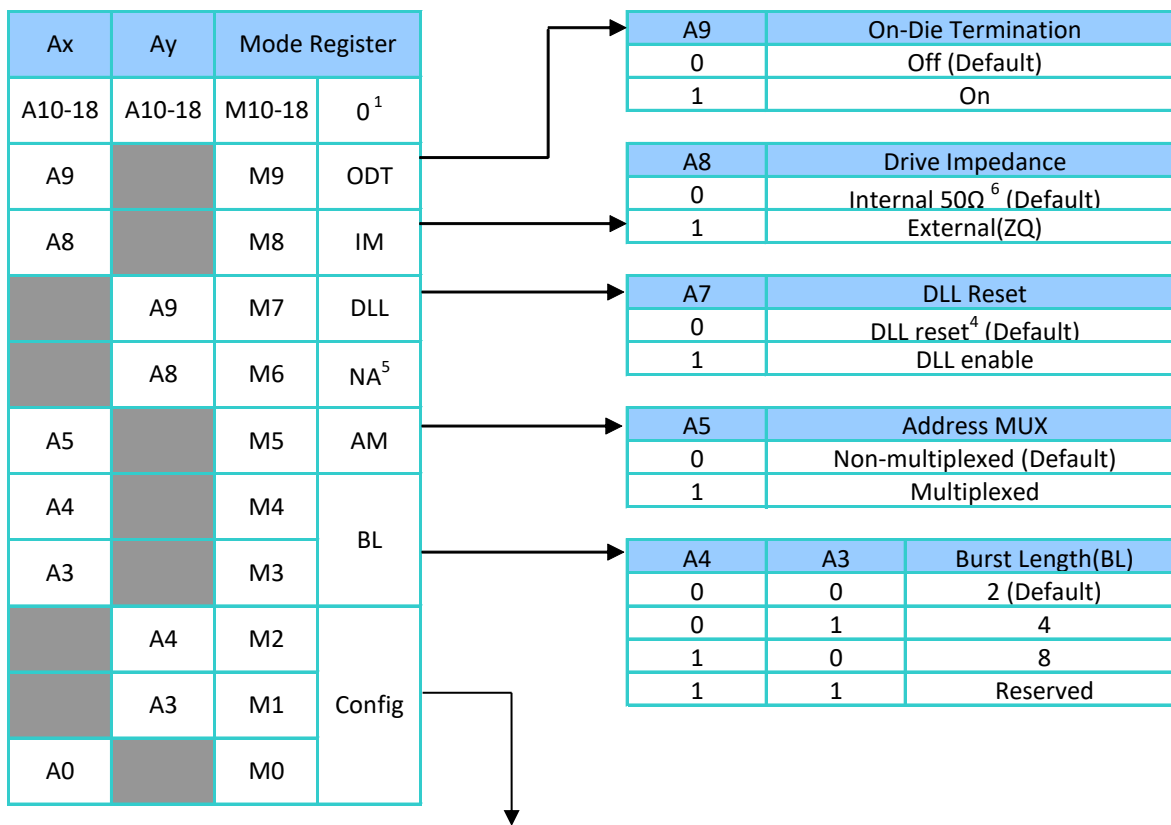 Ax Ay Mode Register
A10-18 A10-18 M10-18 0¹
A9 M9 ODT
A8 M8 IM
A9 M7 DLL
A8 M6 NA⁵
A5 M5 AM
A4 M4 BL
A3 M3
A4 M2 Config
A3 M1
A0 M0
A9 On-Die Termination
0 Off (Default)
1 On
A8 Drive Impedance
0 Internal 50Ω ⁶ (Default)
1 External(ZQ)
A7 DLL Reset
0 DLL reset⁴ (Default)
1 DLL enable
A5 Address MUX
0 Non-multiplexed (Default)
1 Multiplexed
A4 A3 Burst Length(BL)
0 0 2 (Default)
0 1 4
1 0 8
1 1 Reserved